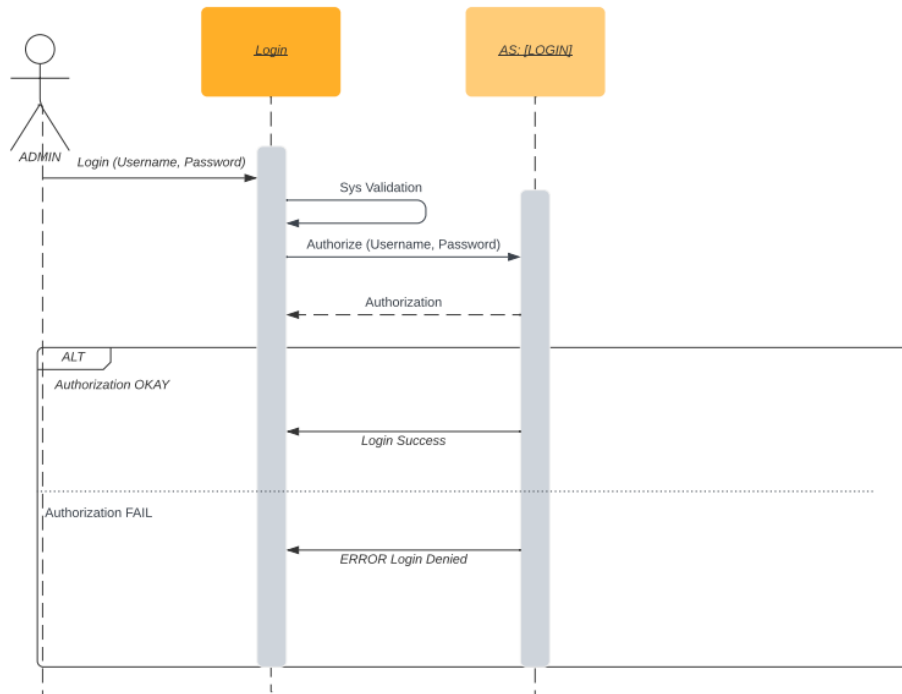 Login
AS: [LOGIN]
ADMIN
Login (Username, Password)
Sys Validation
Authorize (Username, Password)
Authorization
ALT
Authorization OKAY
Login Success
Authorization FAIL
ERROR Login Denied